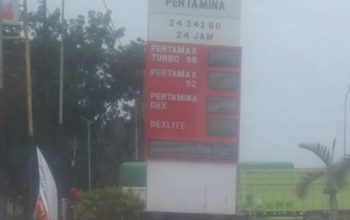 PERTAMINA
24 341 80
24 JAM
PERTAMAX
TURBO 98
PERTAMAX
92
PERTAMINA
DEX
DEXLITE